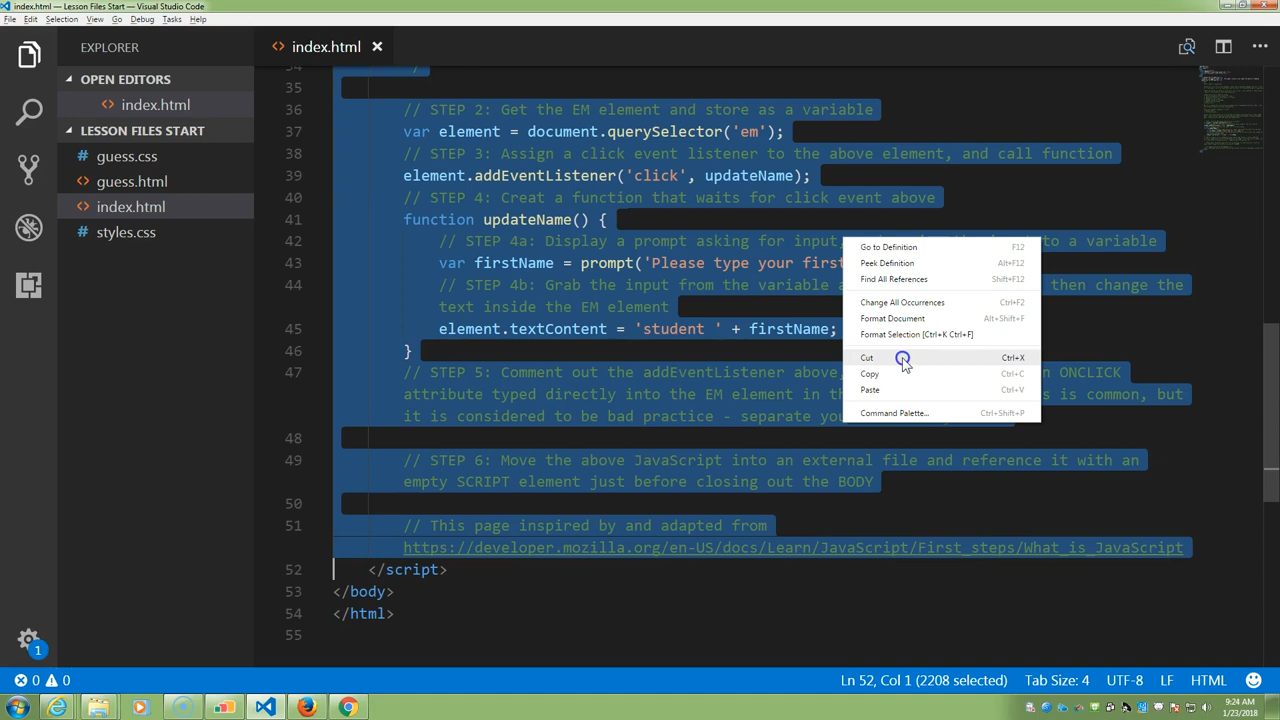 index.html — Lesson Files Start — Visual Studio Code
File Edit Selection View Go Debug Tasks Help
EXPLORER
index.html
OPEN EDITORS
index.html
LESSON FILES START
guess.css
guess.html
index.html
styles.css
35
36 // STEP 2: Get the EM element and store as a variable
37 var element = document.querySelector('em');
38 // STEP 3: Assign a click event listener to the above element, and call function
39 element.addEventListener('click', updateName);
40 // STEP 4: Creat a function that waits for click event above
41 function updateName() {
42 // STEP 4a: Display a prompt asking for input, to a variable
43 var firstName = prompt('Please type your first
44 // STEP 4b: Grab the input from the variable then change the
text inside the EM element
45 element.textContent = 'student ' + firstName;
46 }
47 // STEP 5: Comment out the addEventListener above, ONCLICK
attribute typed directly into the EM element in th s is common, but
it is considered to be bad practice - separate yo
48
49 // STEP 6: Move the above JavaScript into an external file and reference it with an
empty SCRIPT element just before closing out the BODY
50
51 // This page inspired by and adapted from
https://developer.mozilla.org/en-US/docs/Learn/JavaScript/First_steps/What_is_JavaScript
52 </script>
53 </body>
54 </html>
55
Go to Definition F12
Peek Definition Alt+F12
Find All References Shift+F12
Change All Occurrences Ctrl+F2
Format Document Alt+Shift+F
Format Selection [Ctrl+K Ctrl+F]
Cut Ctrl+X
Copy Ctrl+C
Paste Ctrl+V
Command Palette... Ctrl+Shift+P
1
0 0 Ln 52, Col 1 (2208 selected) Tab Size: 4 UTF-8 LF HTML
9:24 AM
1/23/2018